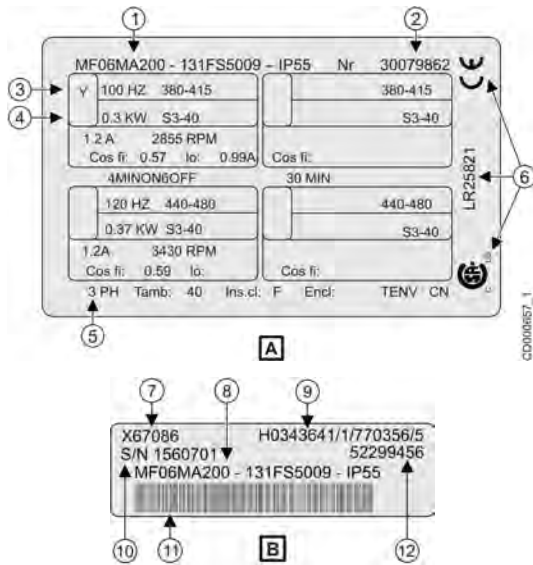 1 2
MF06MA200 - 131FS5009 - IP55 Nr 30079862 CE
3 Y 100 HZ 380-415 380-415
4 0.3 KW S3-40 S3-40
1.2 A 2855 RPM
Cos fi: 0.57 Io: 0.99A Cos fi:
4MINON6OFF 30 MIN
LR25821 6
120 HZ 440-480 440-480
0.37 KW S3-40 S3-40
1.2A 3430 RPM
Cos fi: 0.59 Io: Cos fi:
3 PH Tamb: 40 Ins.cl: F Encl: TENV CN
5
A
CD000657_1
7 8 9
X67086 H0343641/1/770356/5
S/N 1560701 52299456
MF06MA200 - 131FS5009 - IP55
10 11 B 12